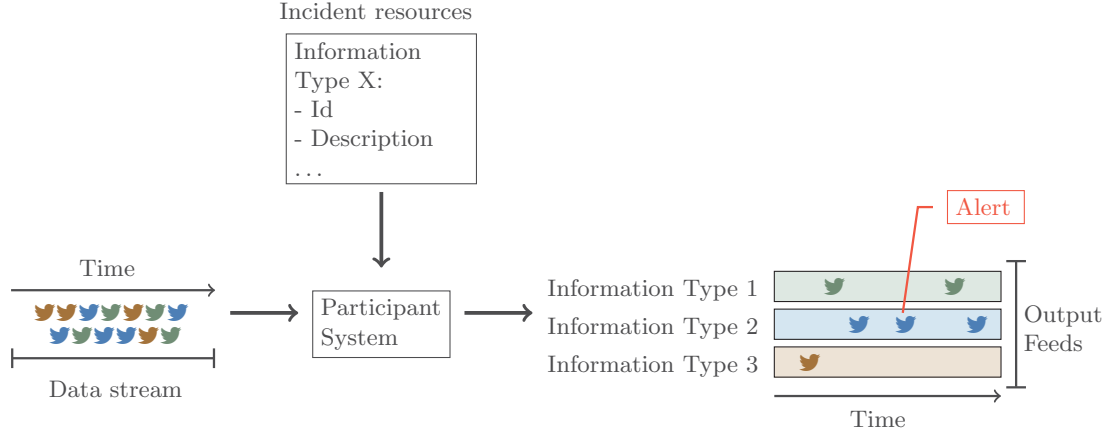 Incident resources
Information
Type X:
- Id
- Description
. . .
Alert
Time
Participant
System
Information Type 1
Information Type 2
Information Type 3
Output
Feeds
Data stream
Time